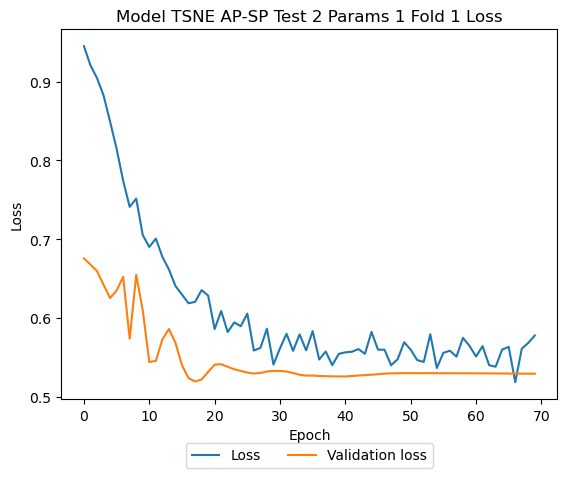 Model TSNE AP-SP Test 2 Params 1 Fold 1 Loss
0.9
0.8
0.7
0.6
0.5
Loss
0 10 20 30 40 50 60 70
Epoch
Loss Validation loss